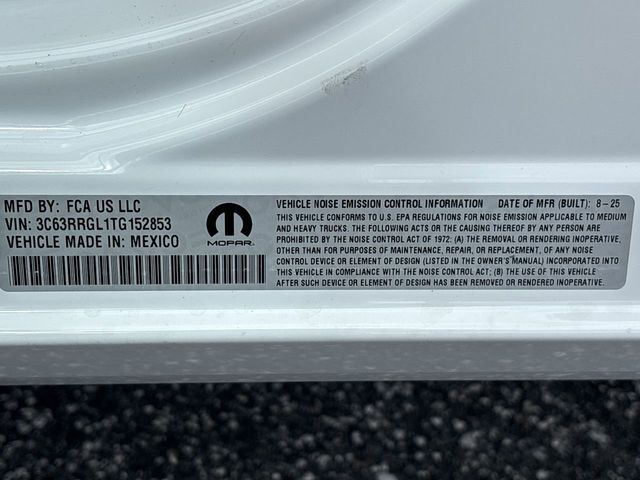 MFD BY: FCA US LLC
VIN: 3C63RRGL1TG152853
VEHICLE MADE IN: MEXICO
MOPAR
VEHICLE NOISE EMISSION CONTROL INFORMATION DATE OF MFR (BUILT): 8-25
THIS VEHICLE CONFORMS TO U.S. EPA REGULATIONS FOR NOISE EMISSION APPLICABLE TO MEDIUM
AND HEAVY TRUCKS. THE FOLLOWING ACTS OR CAUSING THEREOF BY ANY PERSON ARE
PROHIBITED BY THE NOISE CONTROL ACT OF 1972: (A) THE REMOVAL OR RENDERING INOPERATIVE,
OTHER THAN FOR PURPOSES OF MAINTENANCE, REPAIR, OR REPLACEMENT, OF ANY NOISE
CONTROL DEVICE OR ELEMENT OF DESIGN (LISTED IN THE OWNER'S MANUAL) INCORPORATED INTO
THIS VEHICLE IN COMPLIANCE WITH THE NOISE CONTROL ACT; (B) THE USE OF THIS VEHICLE
AFTER SUCH DEVICE OR ELEMENT OF DESIGN HAS BEEN REMOVED OR RENDERED INOPERATIVE.